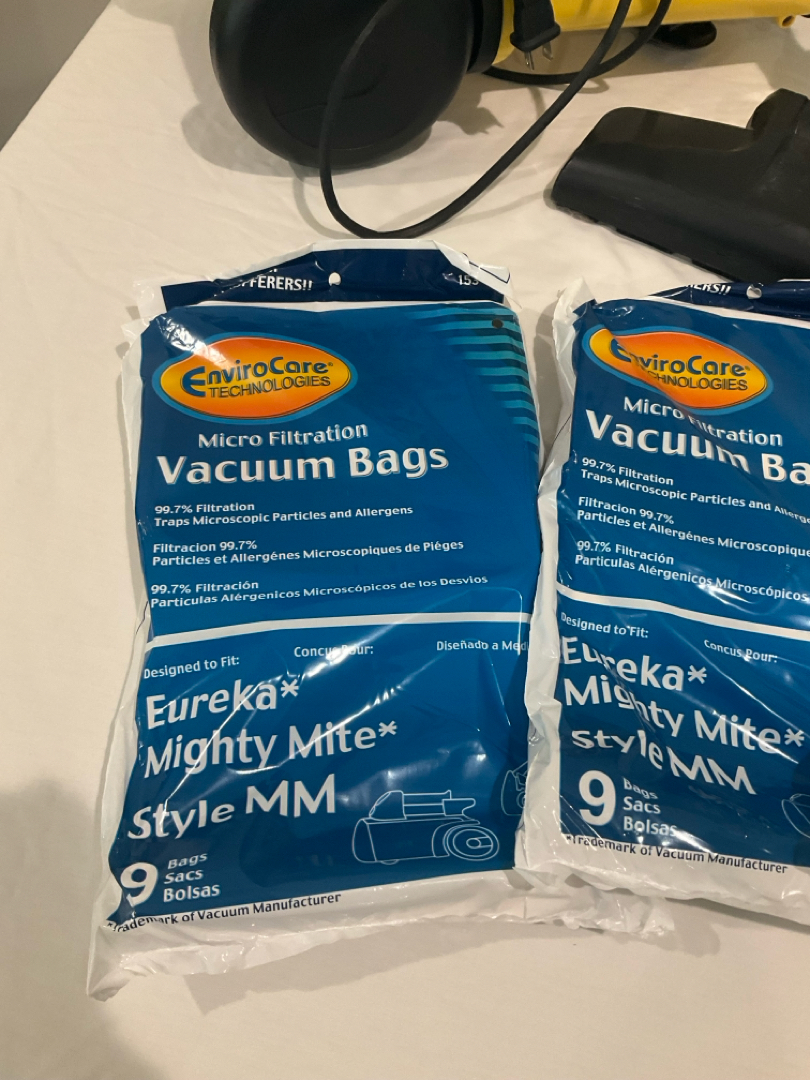 FERERS!!
EnviroCare®
TECHNOLOGIES
Micro Filtration
Vacuum Bags
99.7% Filtration
Traps Microscopic Particles and Allergens
Filtracion 99.7%
Particles et Allergénes Microscopiques de Piéges
99.7% Filtración
Particulas Alérgenicos Microscópicos de los Desvios
Designed to Fit:
Concus Pour:
Diseñado a
Eureka*
Mighty Mite*
Style MM
9 Bags
Sacs
Bolsas
*Trademark of Vacuum Manufacturer
ERS!!
EnviroCare®
TECHNOLOGIES
Micro Filtration
Vacuum Ba
99.7% Filtration
Traps Microscopic Particles and
Filtracion 99.7%
Particles et Allergénes Microscopique
99.7% Filtración
Particulas Alérgenicos Microscópicos
Designed to Fit:
Concus Pour:
Eureka*
Mighty Mite*
Style MM
9 Bags
Sacs
Bolsas
*Trademark of Vacuum Manufacturer